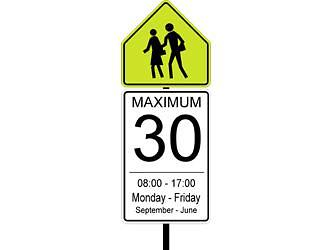 MAXIMUM
30
08:00 - 17:00
Monday - Friday
September - June